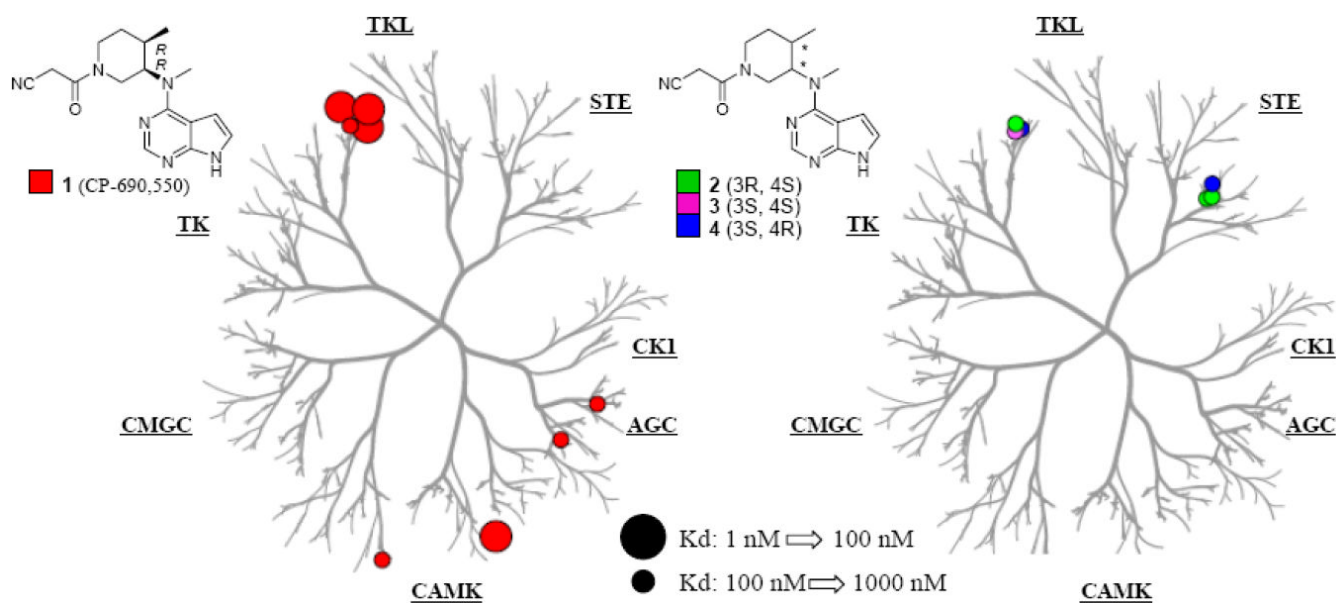 TKL
STE
R
R
N
N
NC
O
N
N
N
H
1 (CP-690,550)
TK
CK1
AGC
CMGC
CAMK
TKL
STE
*
*
N
N
NC
O
N
N
N
H
2 (3R, 4S)
3 (3S, 4S)
4 (3S, 4R)
TK
CK1
AGC
CMGC
CAMK
Kd: 1 nM ⇨ 100 nM
Kd: 100 nM ⇨ 1000 nM